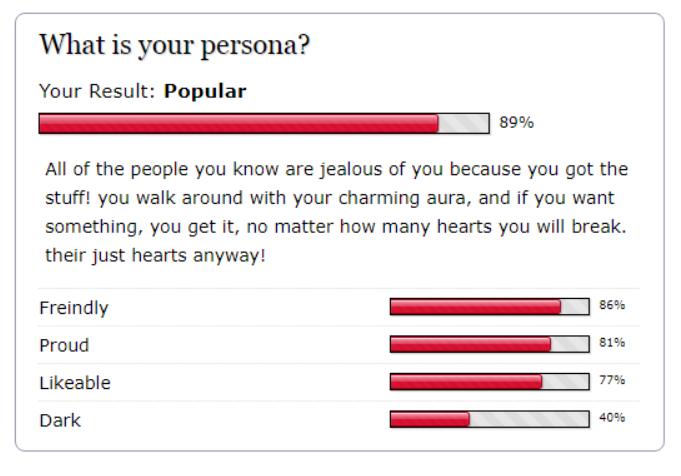 What is your persona?
Your Result: Popular
89%
All of the people you know are jealous of you because you got the
stuff! you walk around with your charming aura, and if you want
something, you get it, no matter how many hearts you will break.
their just hearts anyway!
Freindly 86%
Proud 81%
Likeable 77%
Dark 40%